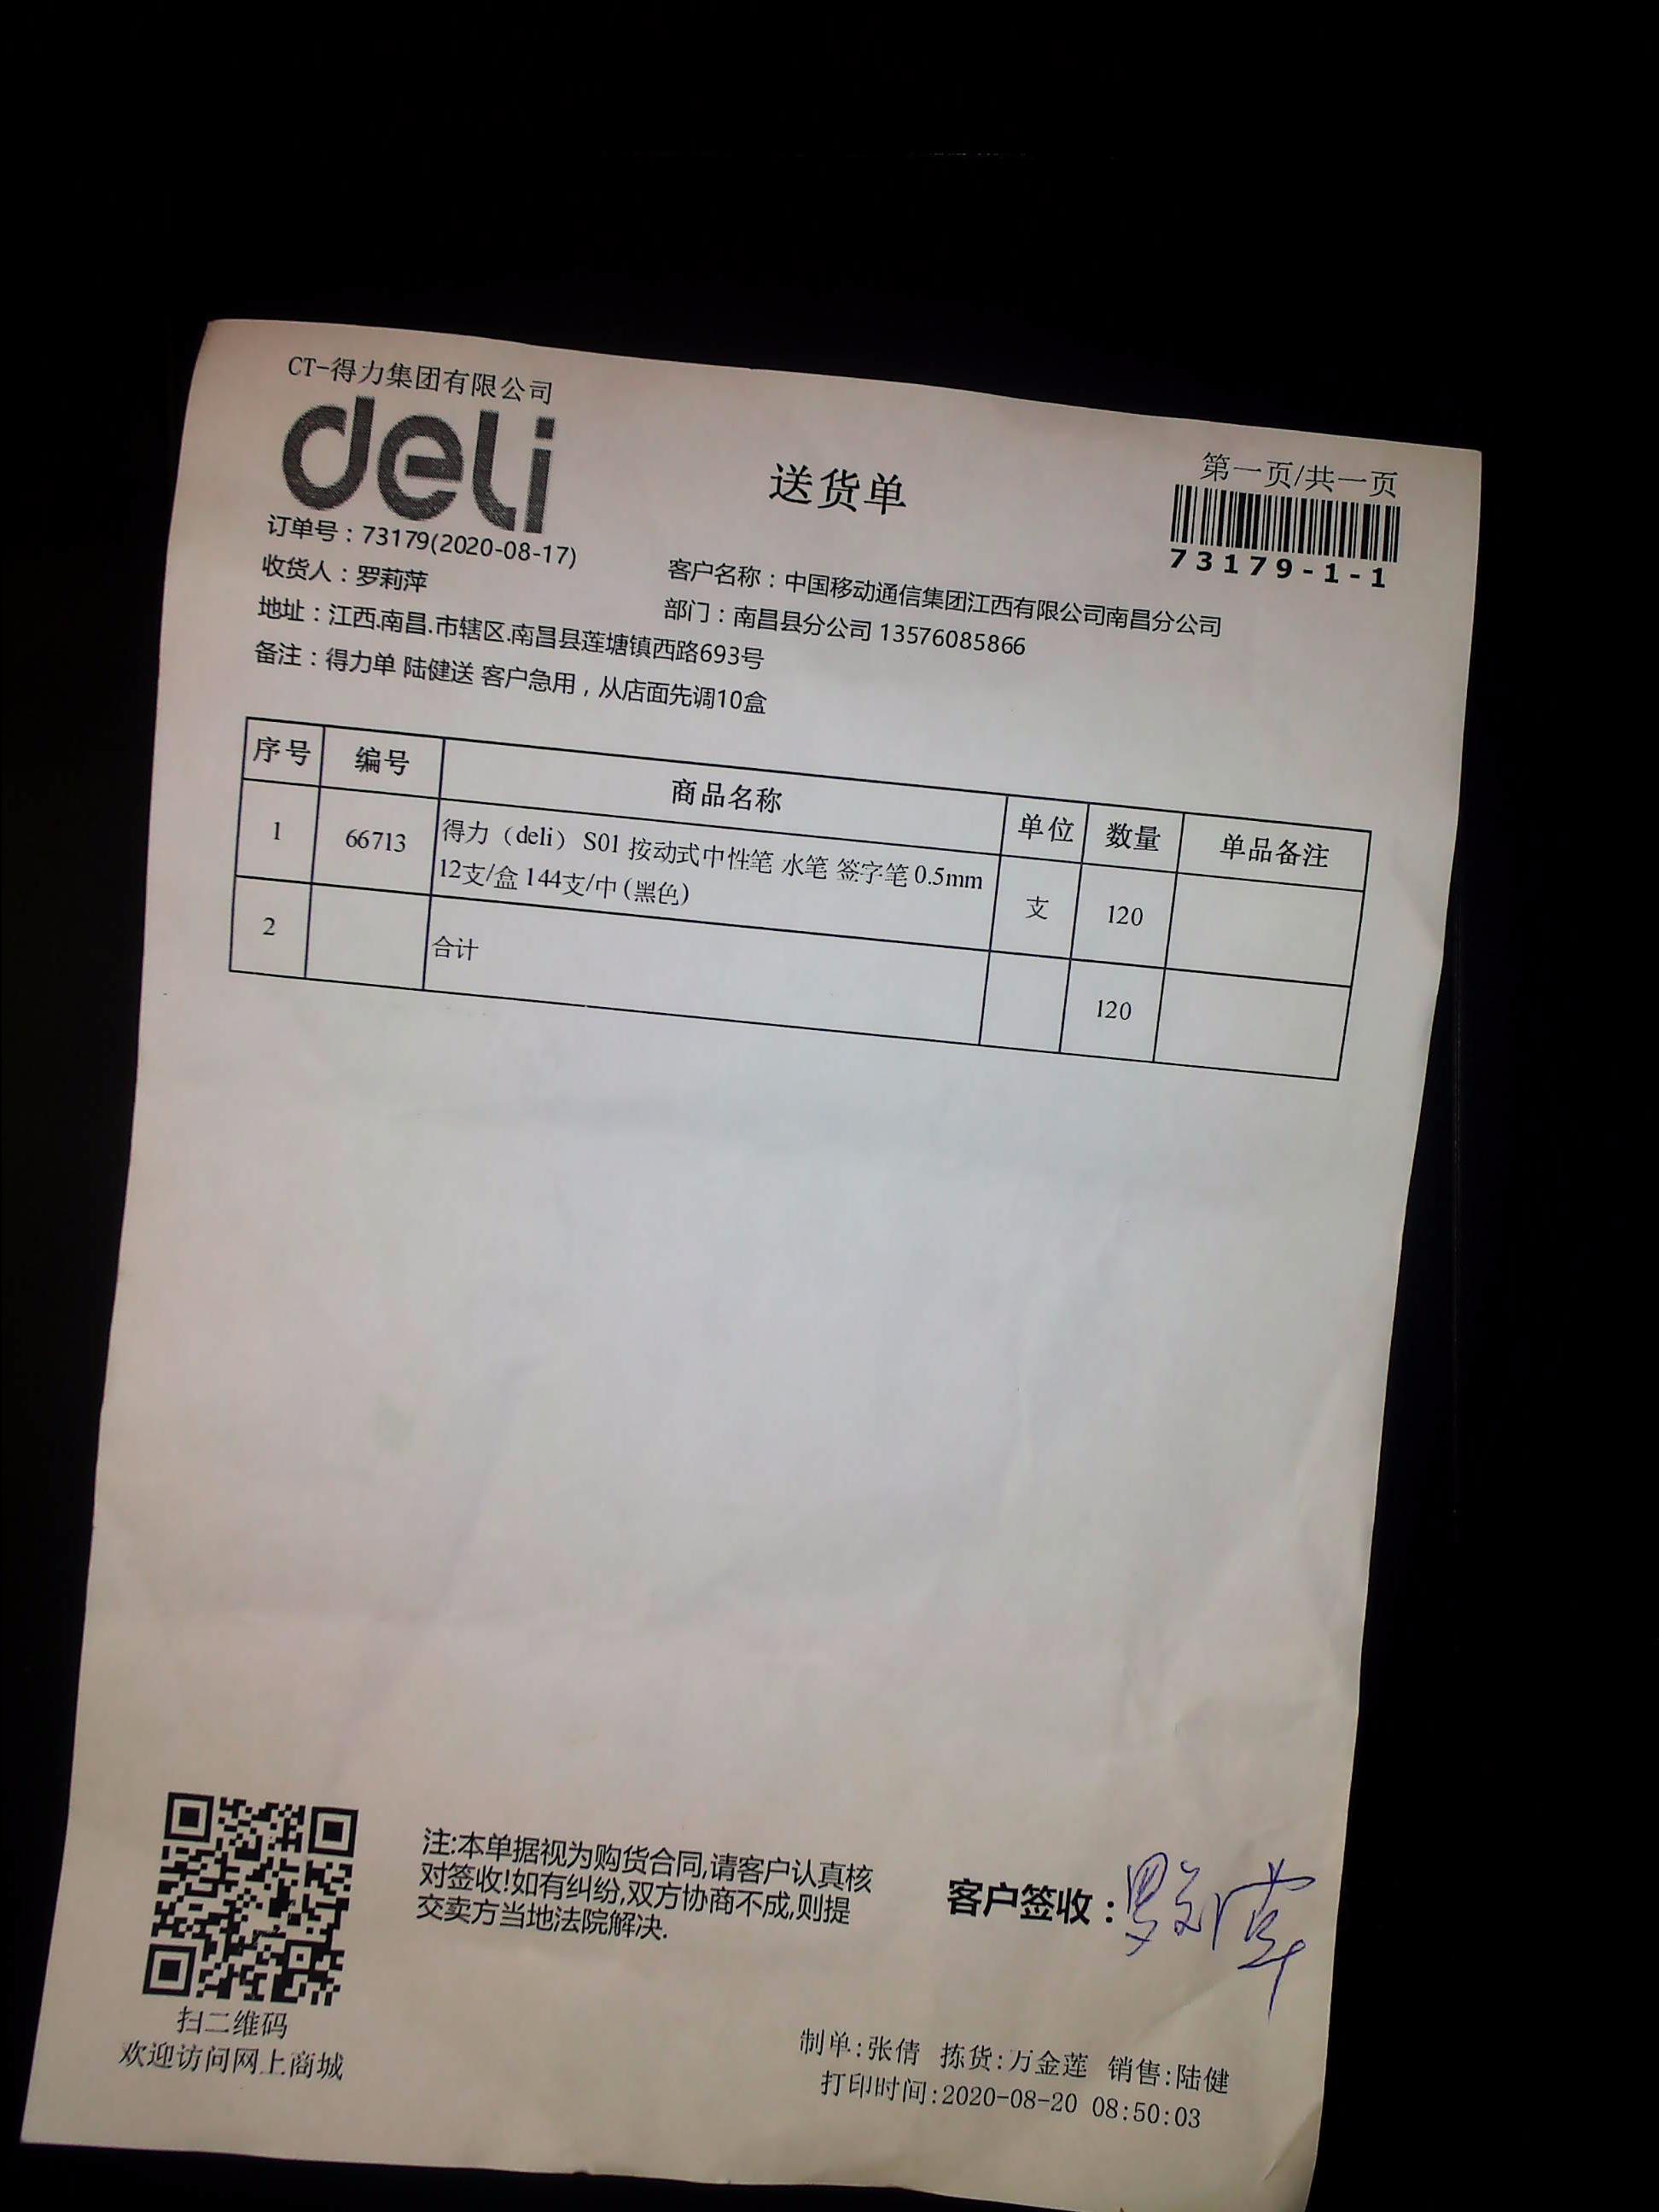 CT-得力集团有限公司
deli
送货单
第一页/共一页
73179-1-1
订单号：73179(2020-08-17)
收货人：罗莉萍
客户名称：中国移动通信集团江西有限公司南昌分公司
地址：江西.南昌.市辖区.南昌县莲塘镇西路693号
部门：南昌县分公司 13576085866
备注：得力单 陆健送 客户急用，从店面先调10盒
序号 编号 商品名称 单位 数量 单品备注
1 66713 得力（deli）S01 按动式中性笔 水笔 签字笔 0.5mm 支 120
12支/盒 144支/中 (黑色)
2 合计 120
注:本单据视为购货合同,请客户认真核
对签收!如有纠纷,双方协商不成,则提
交卖方当地法院解决.
客户签收：
扫二维码
欢迎访问网上商城
制单:张倩 拣货:万金莲 销售:陆健
打印时间:2020-08-20 08:50:03